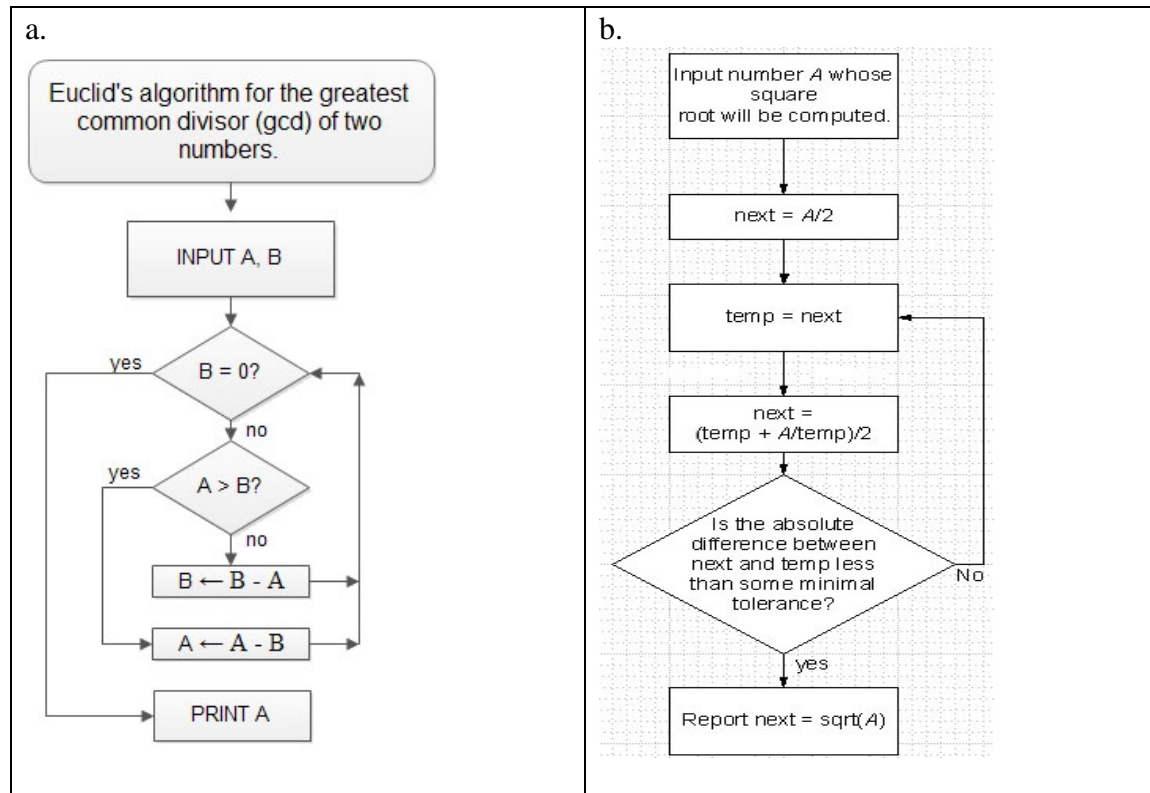 a.
Euclid's algorithm for the greatest
common divisor (gcd) of two
numbers.
INPUT A, B
yes
B = 0?
no
yes
A > B?
no
B ← B - A
A ← A - B
PRINT A
b.
Input number A whose
square
root will be computed.
next = A/2
temp = next
next =
(temp + A/temp)/2
Is the absolute
difference between
next and temp less
than some minimal
tolerance?
No
yes
Report next = sqrt(A)